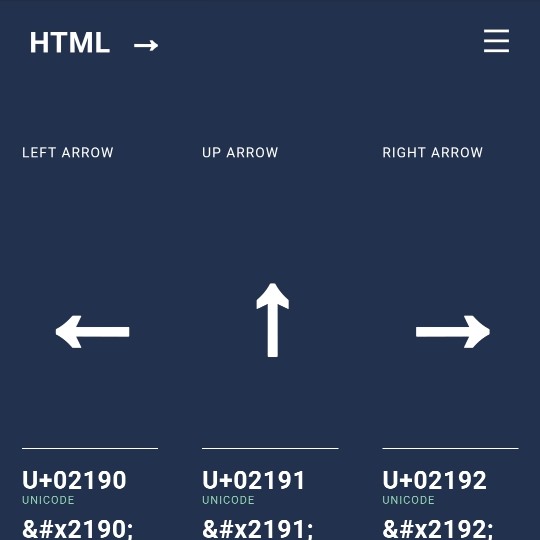 HTML →
LEFT ARROW UP ARROW RIGHT ARROW
← ↑ →
U+02190 U+02191 U+02192
UNICODE UNICODE UNICODE
&#x2190; &#x2191; &#x2192;